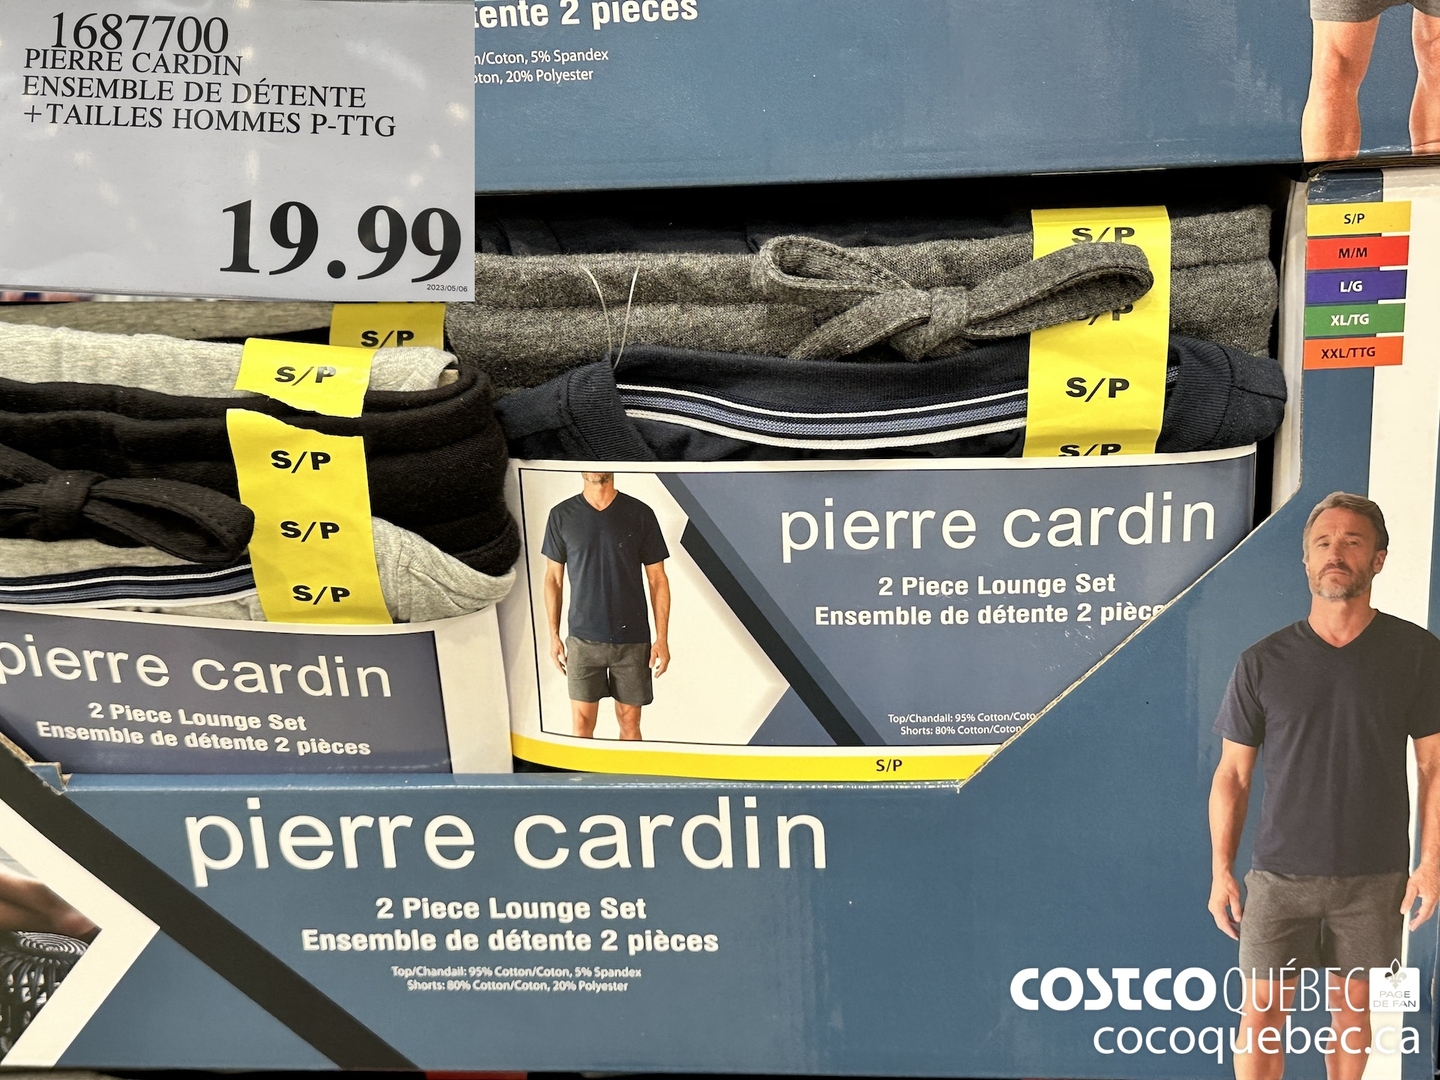 1687700
PIERRE CARDIN
ENSEMBLE DE DÉTENTE
+TAILLES HOMMES P-TTG
19.99
2023/05/06
2 pièces
5% Spandex
20% Polyester
S/P
M/M
L/G
XL/TG
XXL/TTG
S/P
S/P
S/P
S/P
S/P
S/P
S/P
S/P
S/P
pierre cardin
2 Piece Lounge Set
Ensemble de détente 2 pièce
Top/Chandail: 95% Cotton/Coto
Shorts: 80% Cotton/Coton
S/P
pierre cardin
2 Piece Lounge Set
Ensemble de détente 2 pièces
pierre cardin
2 Piece Lounge Set
Ensemble de détente 2 pièces
Top/Chandail: 95% Cotton/Coton, 5% Spandex
Shorts: 80% Cotton/Coton, 20% Polyester
COSTCO QUÉBEC PAGE DE FAN
cocoquebec.ca